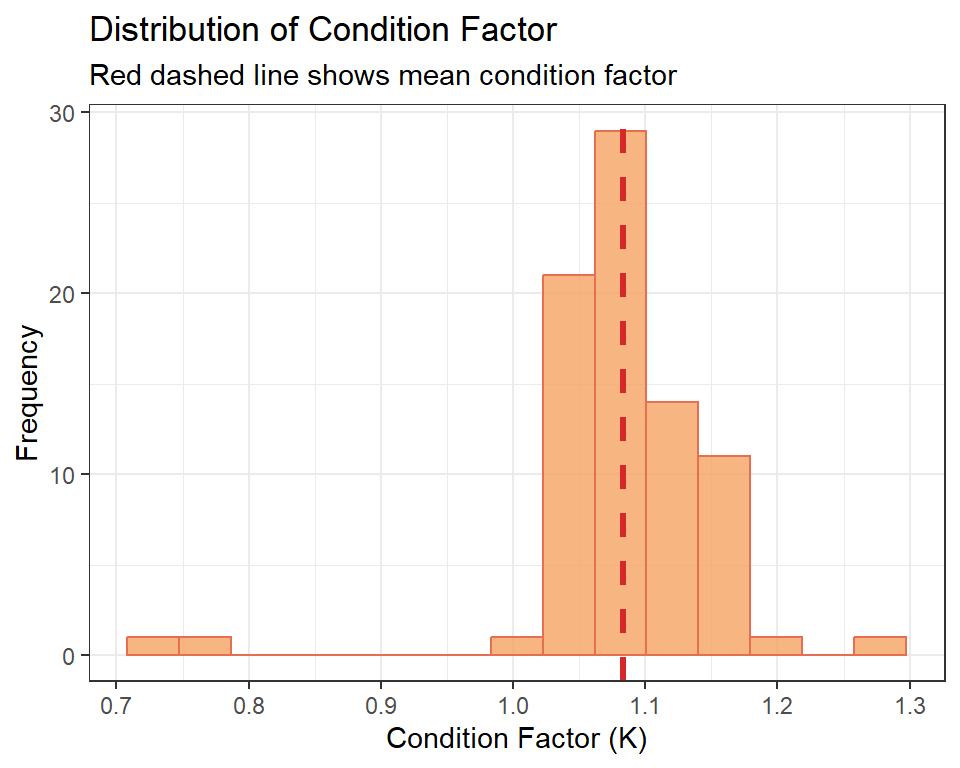 Distribution of Condition Factor
Red dashed line shows mean condition factor
30
20
10
0
Frequency
0.7 0.8 0.9 1.0 1.1 1.2 1.3
Condition Factor (K)